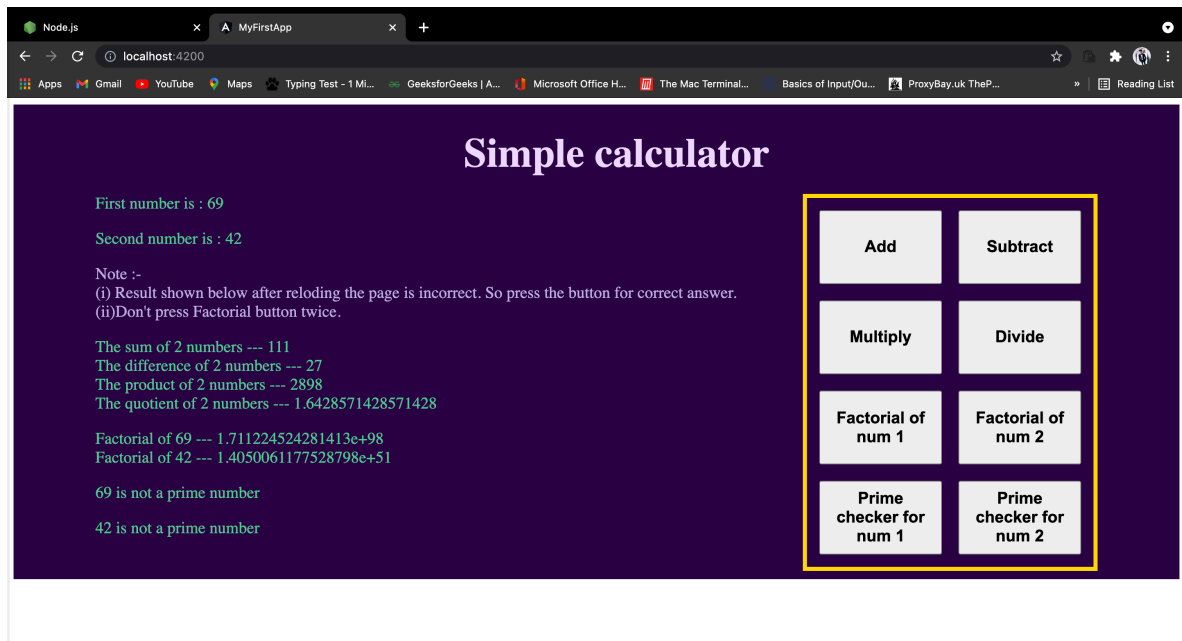 Node.js
MyFirstApp
localhost:4200
Apps Gmail YouTube Maps Typing Test - 1 Mi... GeeksforGeeks | A... Microsoft Office H... The Mac Terminal... Basics of Input/Ou... ProxyBay.uk TheP... » Reading List
Simple calculator
First number is : 69
Second number is : 42
Note :-
(i) Result shown below after reloding the page is incorrect. So press the button for correct answer.
(ii)Don't press Factorial button twice.
The sum of 2 numbers --- 111
The difference of 2 numbers --- 27
The product of 2 numbers --- 2898
The quotient of 2 numbers --- 1.6428571428571428
Factorial of 69 --- 1.711224524281413e+98
Factorial of 42 --- 1.4050061177528798e+51
69 is not a prime number
42 is not a prime number
Add
Subtract
Multiply
Divide
Factorial of
num 1
Factorial of
num 2
Prime
checker for
num 1
Prime
checker for
num 2